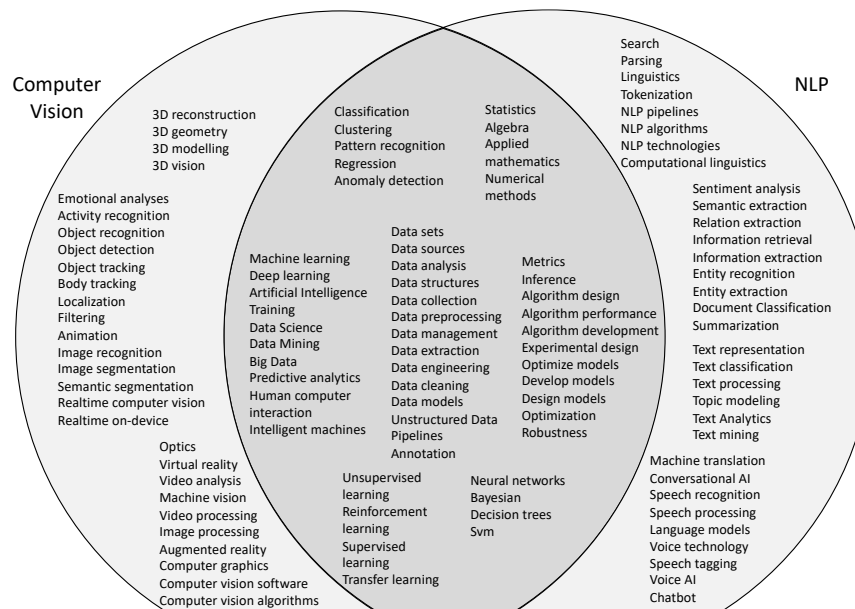 Computer
Vision
NLP
3D reconstruction
3D geometry
3D modelling
3D vision
Emotional analyses
Activity recognition
Object recognition
Object detection
Object tracking
Body tracking
Localization
Filtering
Animation
Image recognition
Image segmentation
Semantic segmentation
Realtime computer vision
Realtime on-device
Optics
Virtual reality
Video analysis
Machine vision
Video processing
Image processing
Augmented reality
Computer graphics
Computer vision software
Computer vision algorithms
Classification
Clustering
Pattern recognition
Regression
Anomaly detection
Statistics
Algebra
Applied
mathematics
Numerical
methods
Machine learning
Deep learning
Artificial Intelligence
Training
Data Science
Data Mining
Big Data
Predictive analytics
Human computer
interaction
Intelligent machines
Data sets
Data sources
Data analysis
Data structures
Data collection
Data preprocessing
Data management
Data extraction
Data engineering
Data cleaning
Data models
Unstructured Data
Pipelines
Annotation
Metrics
Inference
Algorithm design
Algorithm performance
Algorithm development
Experimental design
Optimize models
Develop models
Design models
Optimization
Robustness
Unsupervised
learning
Reinforcement
learning
Supervised
learning
Transfer learning
Neural networks
Bayesian
Decision trees
Svm
Search
Parsing
Linguistics
Tokenization
NLP pipelines
NLP algorithms
NLP technologies
Computational linguistics
Sentiment analysis
Semantic extraction
Relation extraction
Information retrieval
Information extraction
Entity recognition
Entity extraction
Document Classification
Summarization
Text representation
Text classification
Text processing
Topic modeling
Text Analytics
Text mining
Machine translation
Conversational AI
Speech recognition
Speech processing
Language models
Voice technology
Speech tagging
Voice AI
Chatbot